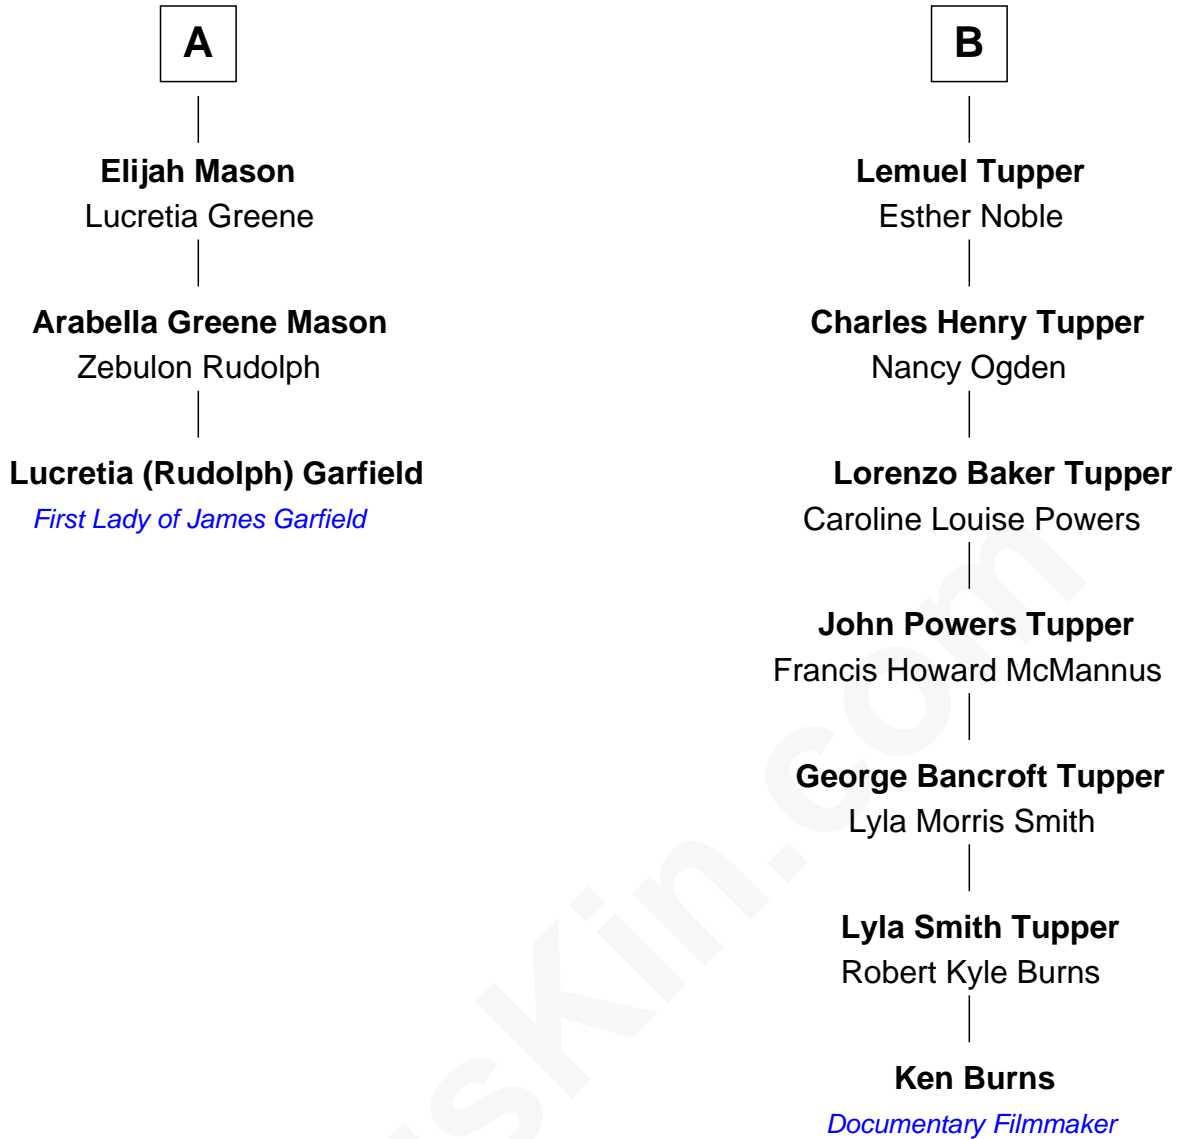 A
Elijah Mason
Lucretia Greene
Arabella Greene Mason
Zebulon Rudolph
Lucretia (Rudolph) Garfield
First Lady of James Garfield
B
Lemuel Tupper
Esther Noble
Charles Henry Tupper
Nancy Ogden
Lorenzo Baker Tupper
Caroline Louise Powers
John Powers Tupper
Francis Howard McMannus
George Bancroft Tupper
Lyla Morris Smith
Lyla Smith Tupper
Robert Kyle Burns
Ken Burns
Documentary Filmmaker
sKin.com